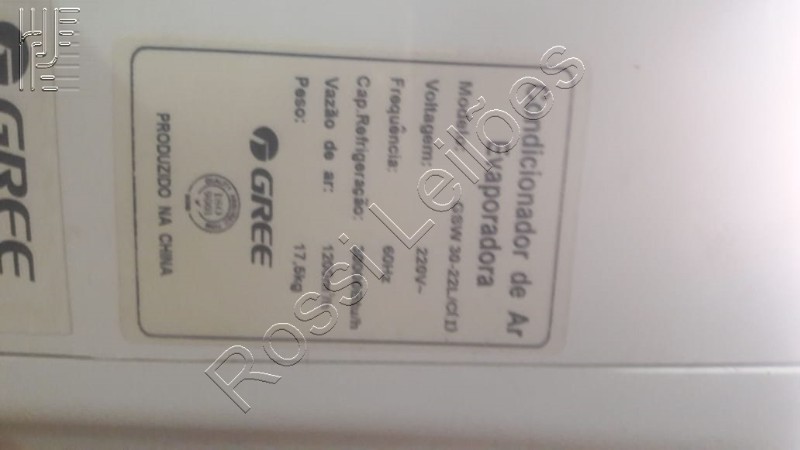 Condicionador de Ar
Evaporadora
Modelo: GSW 30-22L/C(I)
Voltagem: 220V~
Frequência: 60Hz
Cap.Refrigeração:
Vazão de ar:
Peso: 17,5kg
GREE
PRODUZIDO NA CHINA
GREE
Rossi Leilões